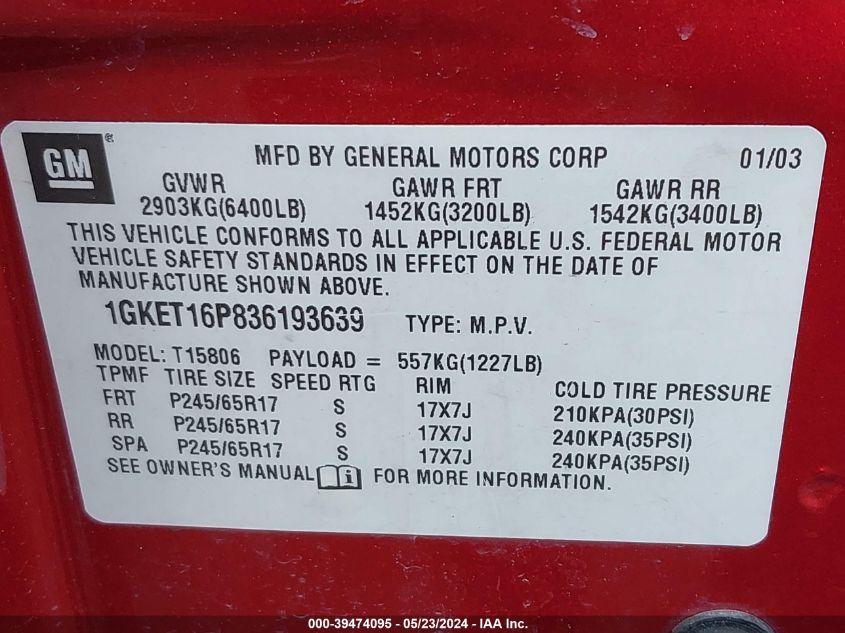 GM® MFD BY GENERAL MOTORS CORP 01/03
GVWR GAWR FRT GAWR RR
2903KG(6400LB) 1452KG(3200LB) 1542KG(3400LB)
THIS VEHICLE CONFORMS TO ALL APPLICABLE U.S. FEDERAL MOTOR
VEHICLE SAFETY STANDARDS IN EFFECT ON THE DATE OF
MANUFACTURE SHOWN ABOVE.
1GKET16P836193639 TYPE: M.P.V.
MODEL: T15806 PAYLOAD = 557KG(1227LB)
TPMF TIRE SIZE SPEED RTG RIM COLD TIRE PRESSURE
FRT P245/65R17 S 17X7J 210KPA(30PSI)
RR P245/65R17 S 17X7J 240KPA(35PSI)
SPA P245/65R17 S 17X7J 240KPA(35PSI)
SEE OWNER'S MANUAL i FOR MORE INFORMATION.
000-39474095 - 05/23/2024 - IAA Inc.